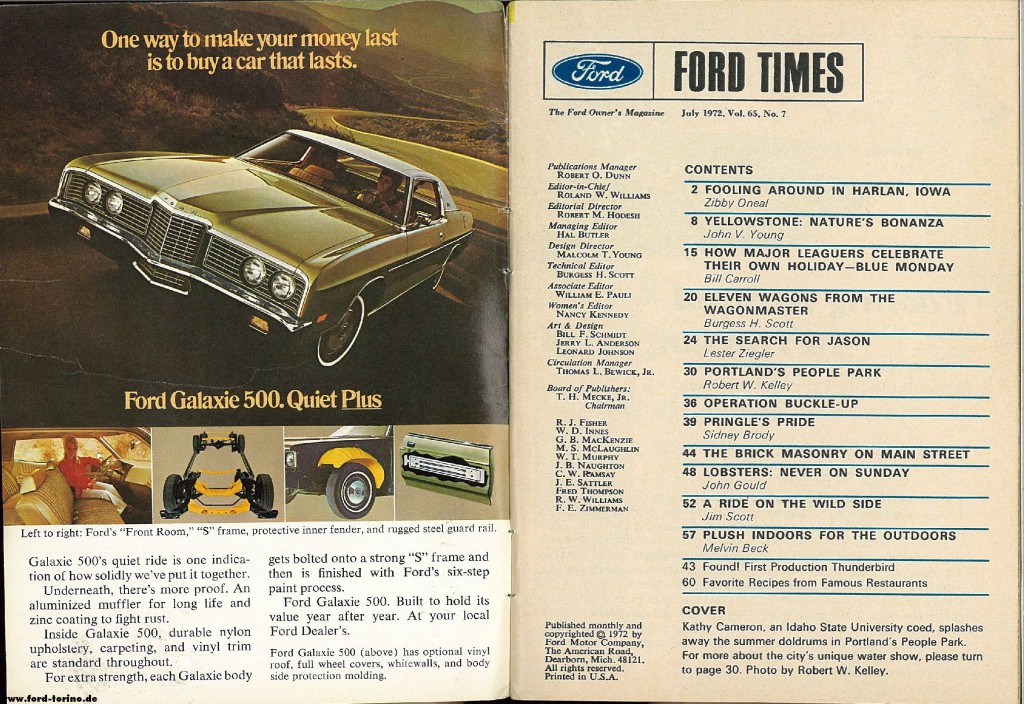 One way to make your money last
is to buy a car that lasts.
Ford Galaxie 500. Quiet Plus
Left to right: Ford's "Front Room," "S" frame, protective inner fender, and rugged steel guard rail.
Galaxie 500's quiet ride is one indica-
tion of how solidly we've put it together.
Underneath, there's more proof. An
aluminized muffler for long life and
zinc coating to fight rust.
Inside Galaxie 500, durable nylon
upholstery, carpeting, and vinyl trim
are standard throughout.
For extra strength, each Galaxie body
gets bolted onto a strong "S" frame and
then is finished with Ford's six-step
paint process.
Ford Galaxie 500. Built to hold its
value year after year. At your local
Ford Dealer's.
Ford Galaxie 500 (above) has optional vinyl
roof, full wheel covers, whitewalls, and body
side protection molding.
www.ford-torino.de
Ford
FORD TIMES
The Ford Owner's Magazine
July 1972, Vol. 65, No. 7
Publications Manager
ROBERT O. DUNN
Editor-in-Chief
ROLAND W. WILLIAMS
Editorial Director
ROBERT M. HODESH
Managing Editor
HAL BUTLER
Design Director
MALCOLM T. YOUNG
Technical Editor
BURGESS H. SCOTT
Associate Editor
WILLIAM E. PAULI
Women's Editor
NANCY KENNEDY
Art & Design
BILL F. SCHMIDT
JERRY L. ANDERSON
LEONARD JOHNSON
Circulation Manager
THOMAS L. BEWICK, JR.
Board of Publishers:
T. H. MECKE, JR.
Chairman
R. J. FISHER
W. D. INNES
G. B. MACKENZIE
M. S. MCLAUGHLIN
W. T. MURPHY
J. B. NAUGHTON
C. W. RAMSAY
J. E. SATTLER
FRED THOMPSON
R. W. WILLIAMS
F. E. ZIMMERMAN
Published monthly and
copyrighted © 1972 by
Ford Motor Company,
The American Road,
Dearborn, Mich. 48121.
All rights reserved.
Printed in U.S.A.
CONTENTS
2 FOOLING AROUND IN HARLAN, IOWA
Zibby Oneal
8 YELLOWSTONE: NATURE'S BONANZA
John V. Young
15 HOW MAJOR LEAGUERS CELEBRATE
THEIR OWN HOLIDAY—BLUE MONDAY
Bill Carroll
20 ELEVEN WAGONS FROM THE
WAGONMASTER
Burgess H. Scott
24 THE SEARCH FOR JASON
Lester Ziegler
30 PORTLAND'S PEOPLE PARK
Robert W. Kelley
36 OPERATION BUCKLE-UP
39 PRINGLE'S PRIDE
Sidney Brody
44 THE BRICK MASONRY ON MAIN STREET
48 LOBSTERS: NEVER ON SUNDAY
John Gould
52 A RIDE ON THE WILD SIDE
Jim Scott
57 PLUSH INDOORS FOR THE OUTDOORS
Melvin Beck
43 Found! First Production Thunderbird
60 Favorite Recipes from Famous Restaurants
COVER
Kathy Cameron, an Idaho State University coed, splashes
away the summer doldrums in Portland's People Park.
For more about the city's unique water show, please turn
to page 30. Photo by Robert W. Kelley.